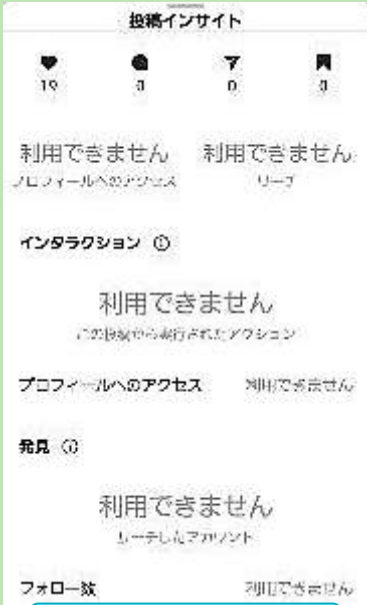 投稿インサイト
19 0 0 0
利用できません 利用できません
プロフィールへのアクセス リーチ
インタラクション
利用できません
この投稿から実行されたアクション
プロフィールへのアクセス 利用できません
発見
利用できません
リーチしたアカウント
フォロー数 利用できません